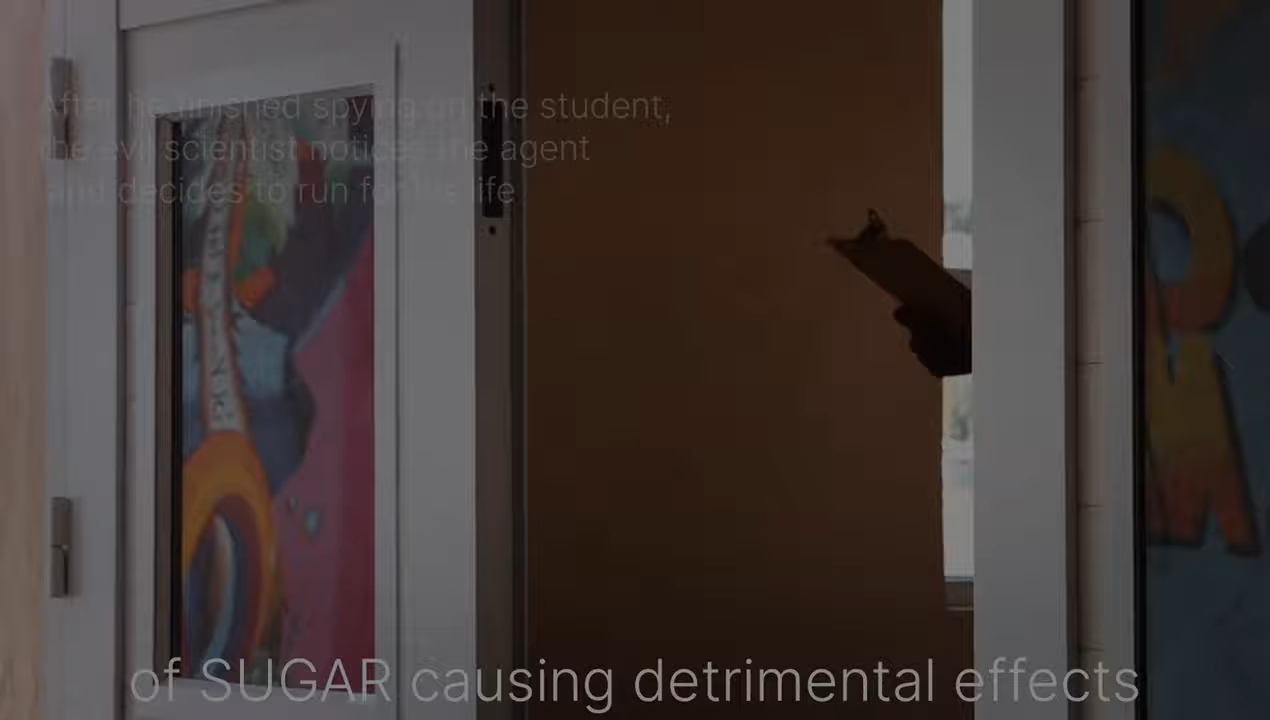 After he finished spying on the student,
the evil scientist notices the agent
and decides to run for his life
of SUGAR causing detrimental effects